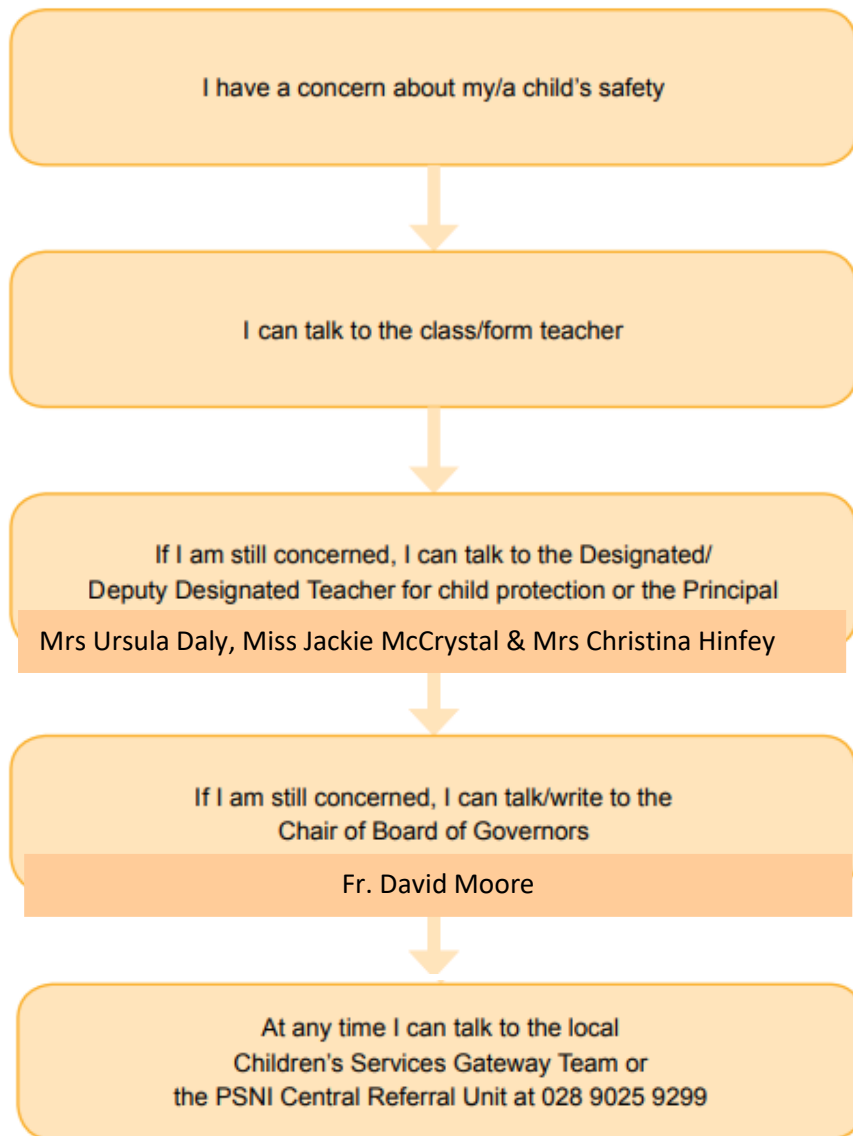 I have a concern about my/a child's safety
I can talk to the class/form teacher
If I am still concerned, I can talk to the Designated/
Deputy Designated Teacher for child protection or the Principal
Mrs Ursula Daly, Miss Jackie McCrystal & Mrs Christina Hinfey
If I am still concerned, I can talk/write to the
Chair of Board of Governors
Fr. David Moore
At any time I can talk to the local
Children's Services Gateway Team or
the PSNI Central Referral Unit at 028 9025 9299